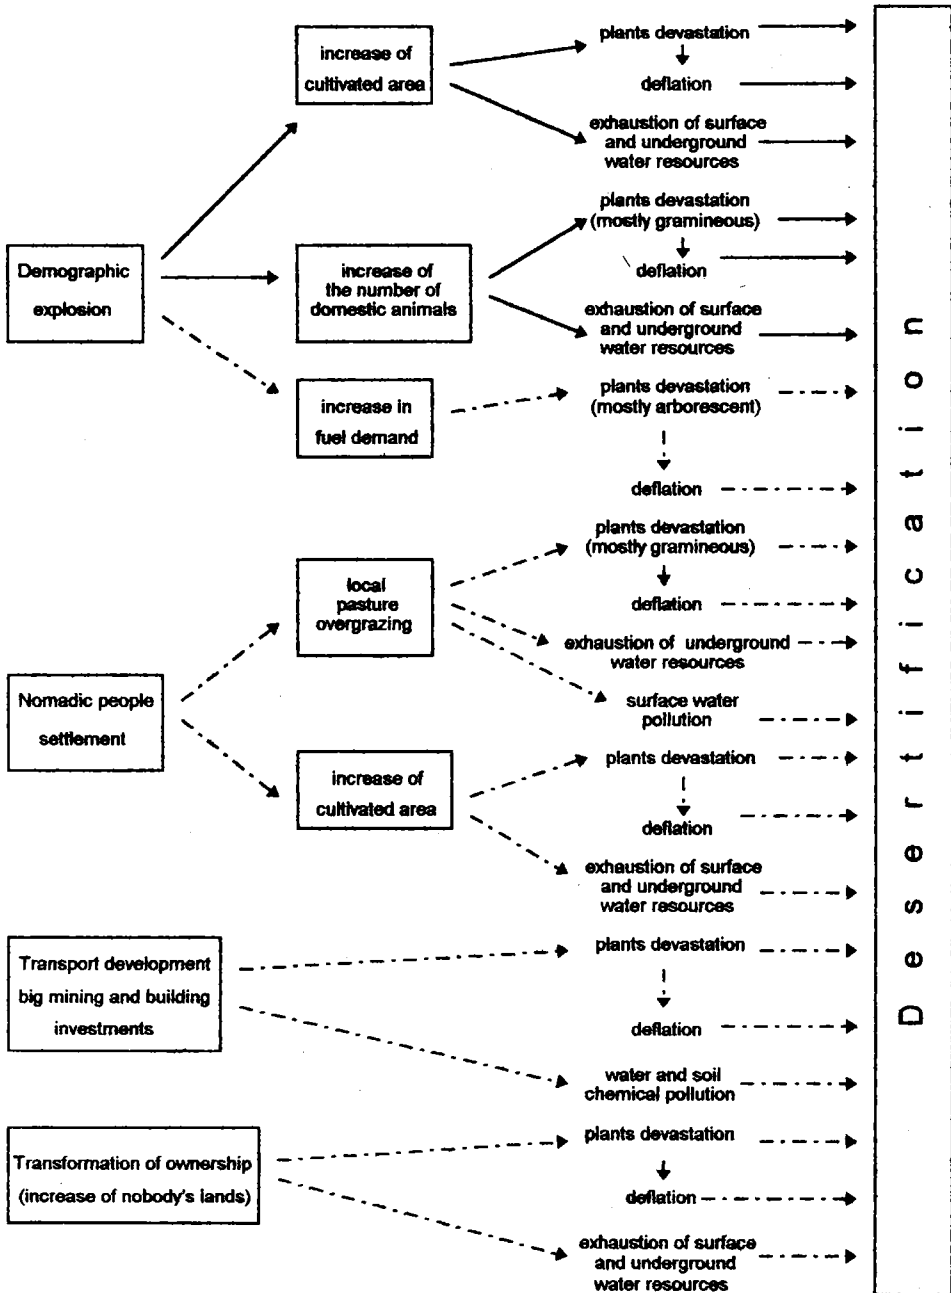 Demographic
explosion
increase of
cultivated area
plants devastation
deflation
exhaustion of surface
and underground
water resources
increase of
the number of
domestic animals
plants devastation
(mostly gramineous)
deflation
exhaustion of surface
and underground
water resources
increase in
fuel demand
plants devastation
(mostly arborescent)
deflation
Nomadic people
settlement
local
pasture
overgrazing
plants devastation
(mostly gramineous)
deflation
exhaustion of underground
water resources
surface water
pollution
increase of
cultivated area
plants devastation
deflation
exhaustion of surface
and underground
water resources
Transport development
big mining and building
investments
plants devastation
deflation
water and soil
chemical pollution
Transformation of ownership
(increase of nobody's lands)
plants devastation
deflation
exhaustion of surface
and underground
water resources
Desertification